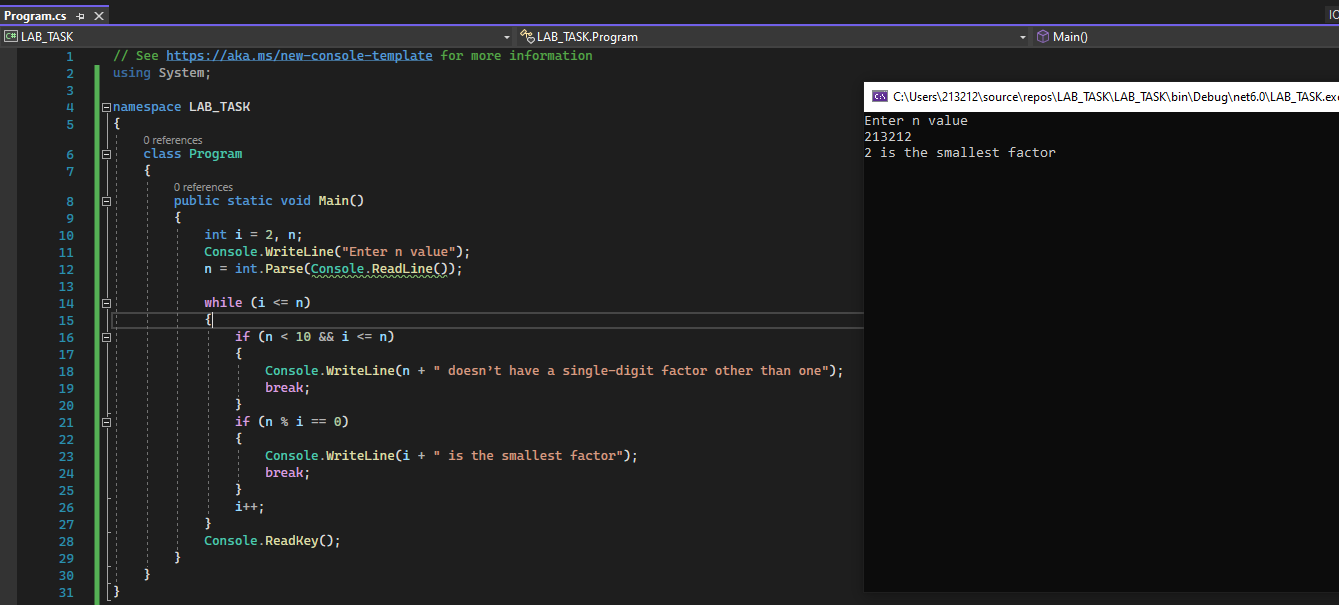 Program.cs
IO
C# LAB_TASK
LAB_TASK.Program
Main()
1 // See https://aka.ms/new-console-template for more information
2 using System;
3
4 namespace LAB_TASK
5 {
0 references
6 class Program
7 {
0 references
8 public static void Main()
9 {
10 int i = 2, n;
11 Console.WriteLine("Enter n value");
12 n = int.Parse(Console.ReadLine());
13
14 while (i <= n)
15 {
16 if (n < 10 && i <= n)
17 {
18 Console.WriteLine(n + " doesn't have a single-digit factor other than one");
19 break;
20 }
21 if (n % i == 0)
22 {
23 Console.WriteLine(i + " is the smallest factor");
24 break;
25 }
26 i++;
27 }
28 Console.ReadKey();
29 }
30 }
31 }
C:\Users\213212\source\repos\LAB_TASK\LAB_TASK\bin\Debug\net6.0\LAB_TASK.exe
Enter n value
213212
2 is the smallest factor